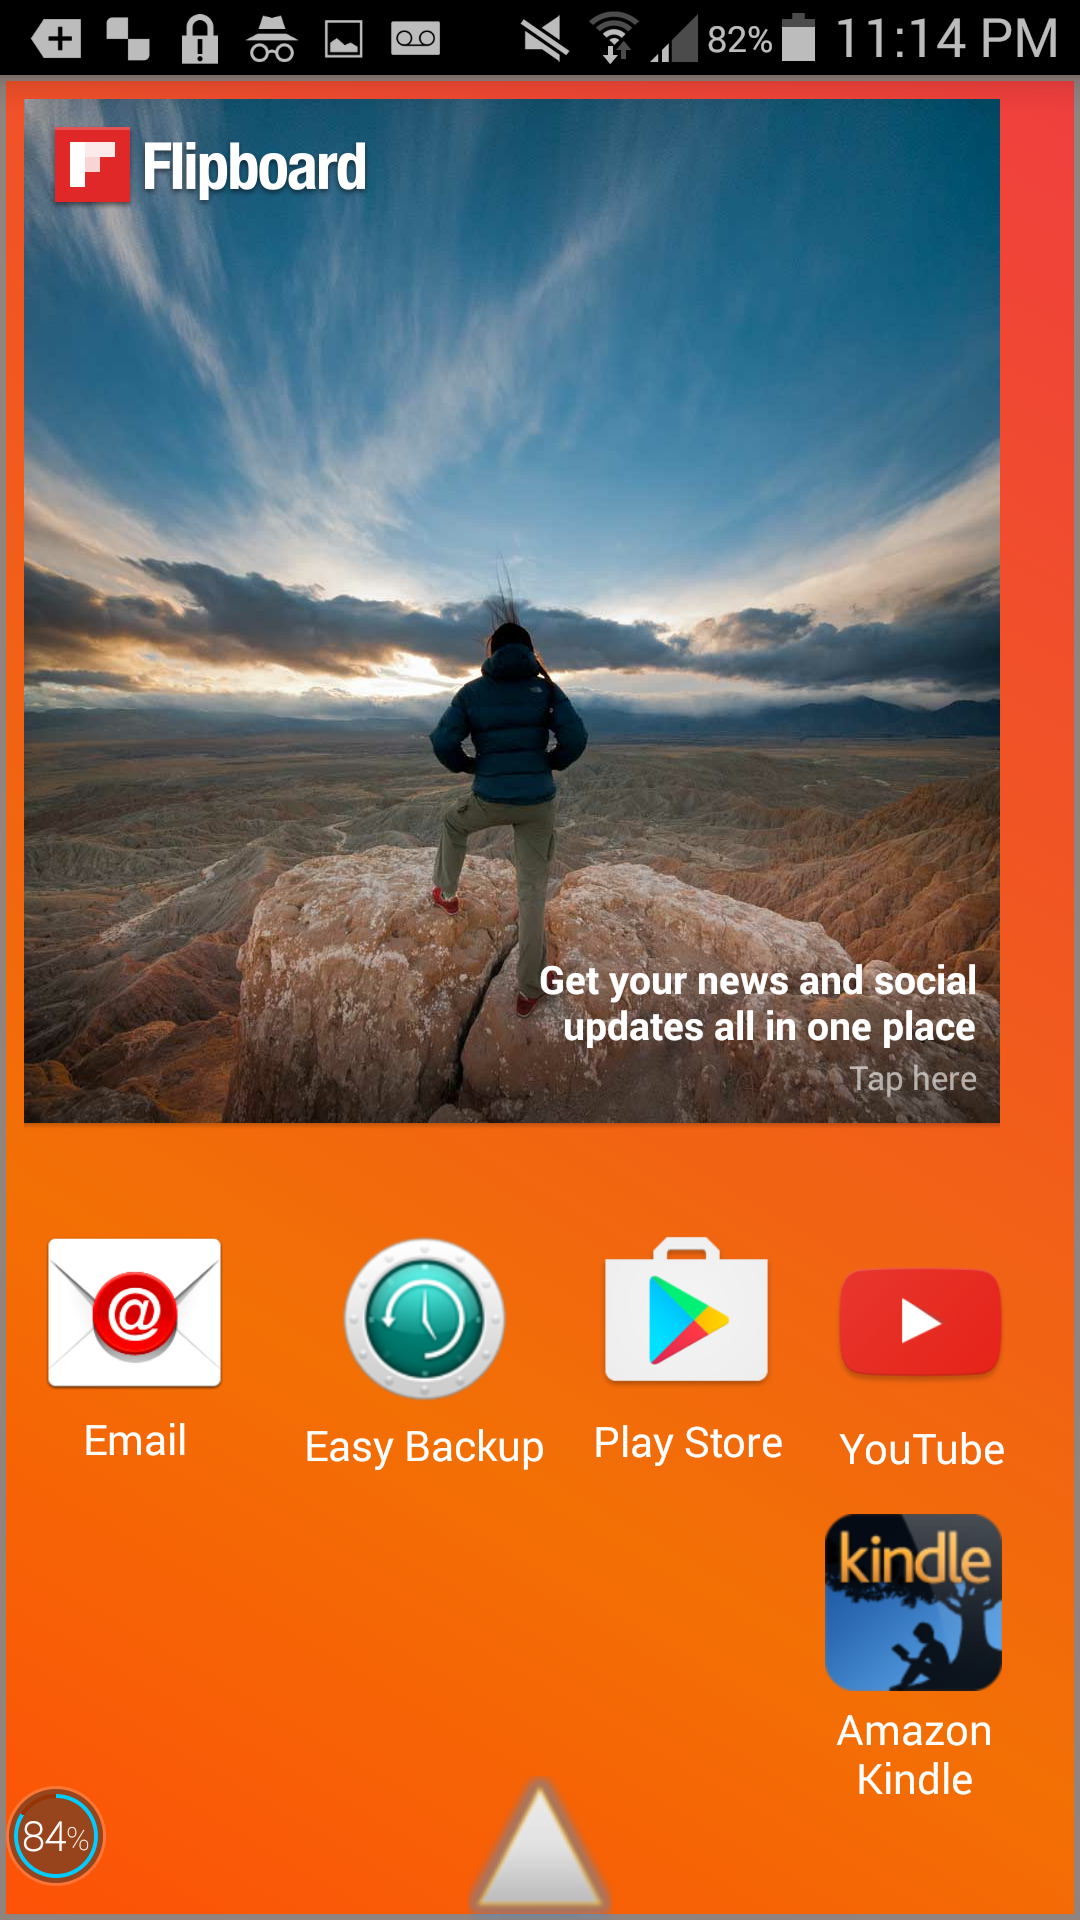 82% 11:14 PM
Flipboard
Get your news and social
updates all in one place
Tap here
@
Email
Easy Backup
Play Store
YouTube
kindle
Amazon
Kindle
84%